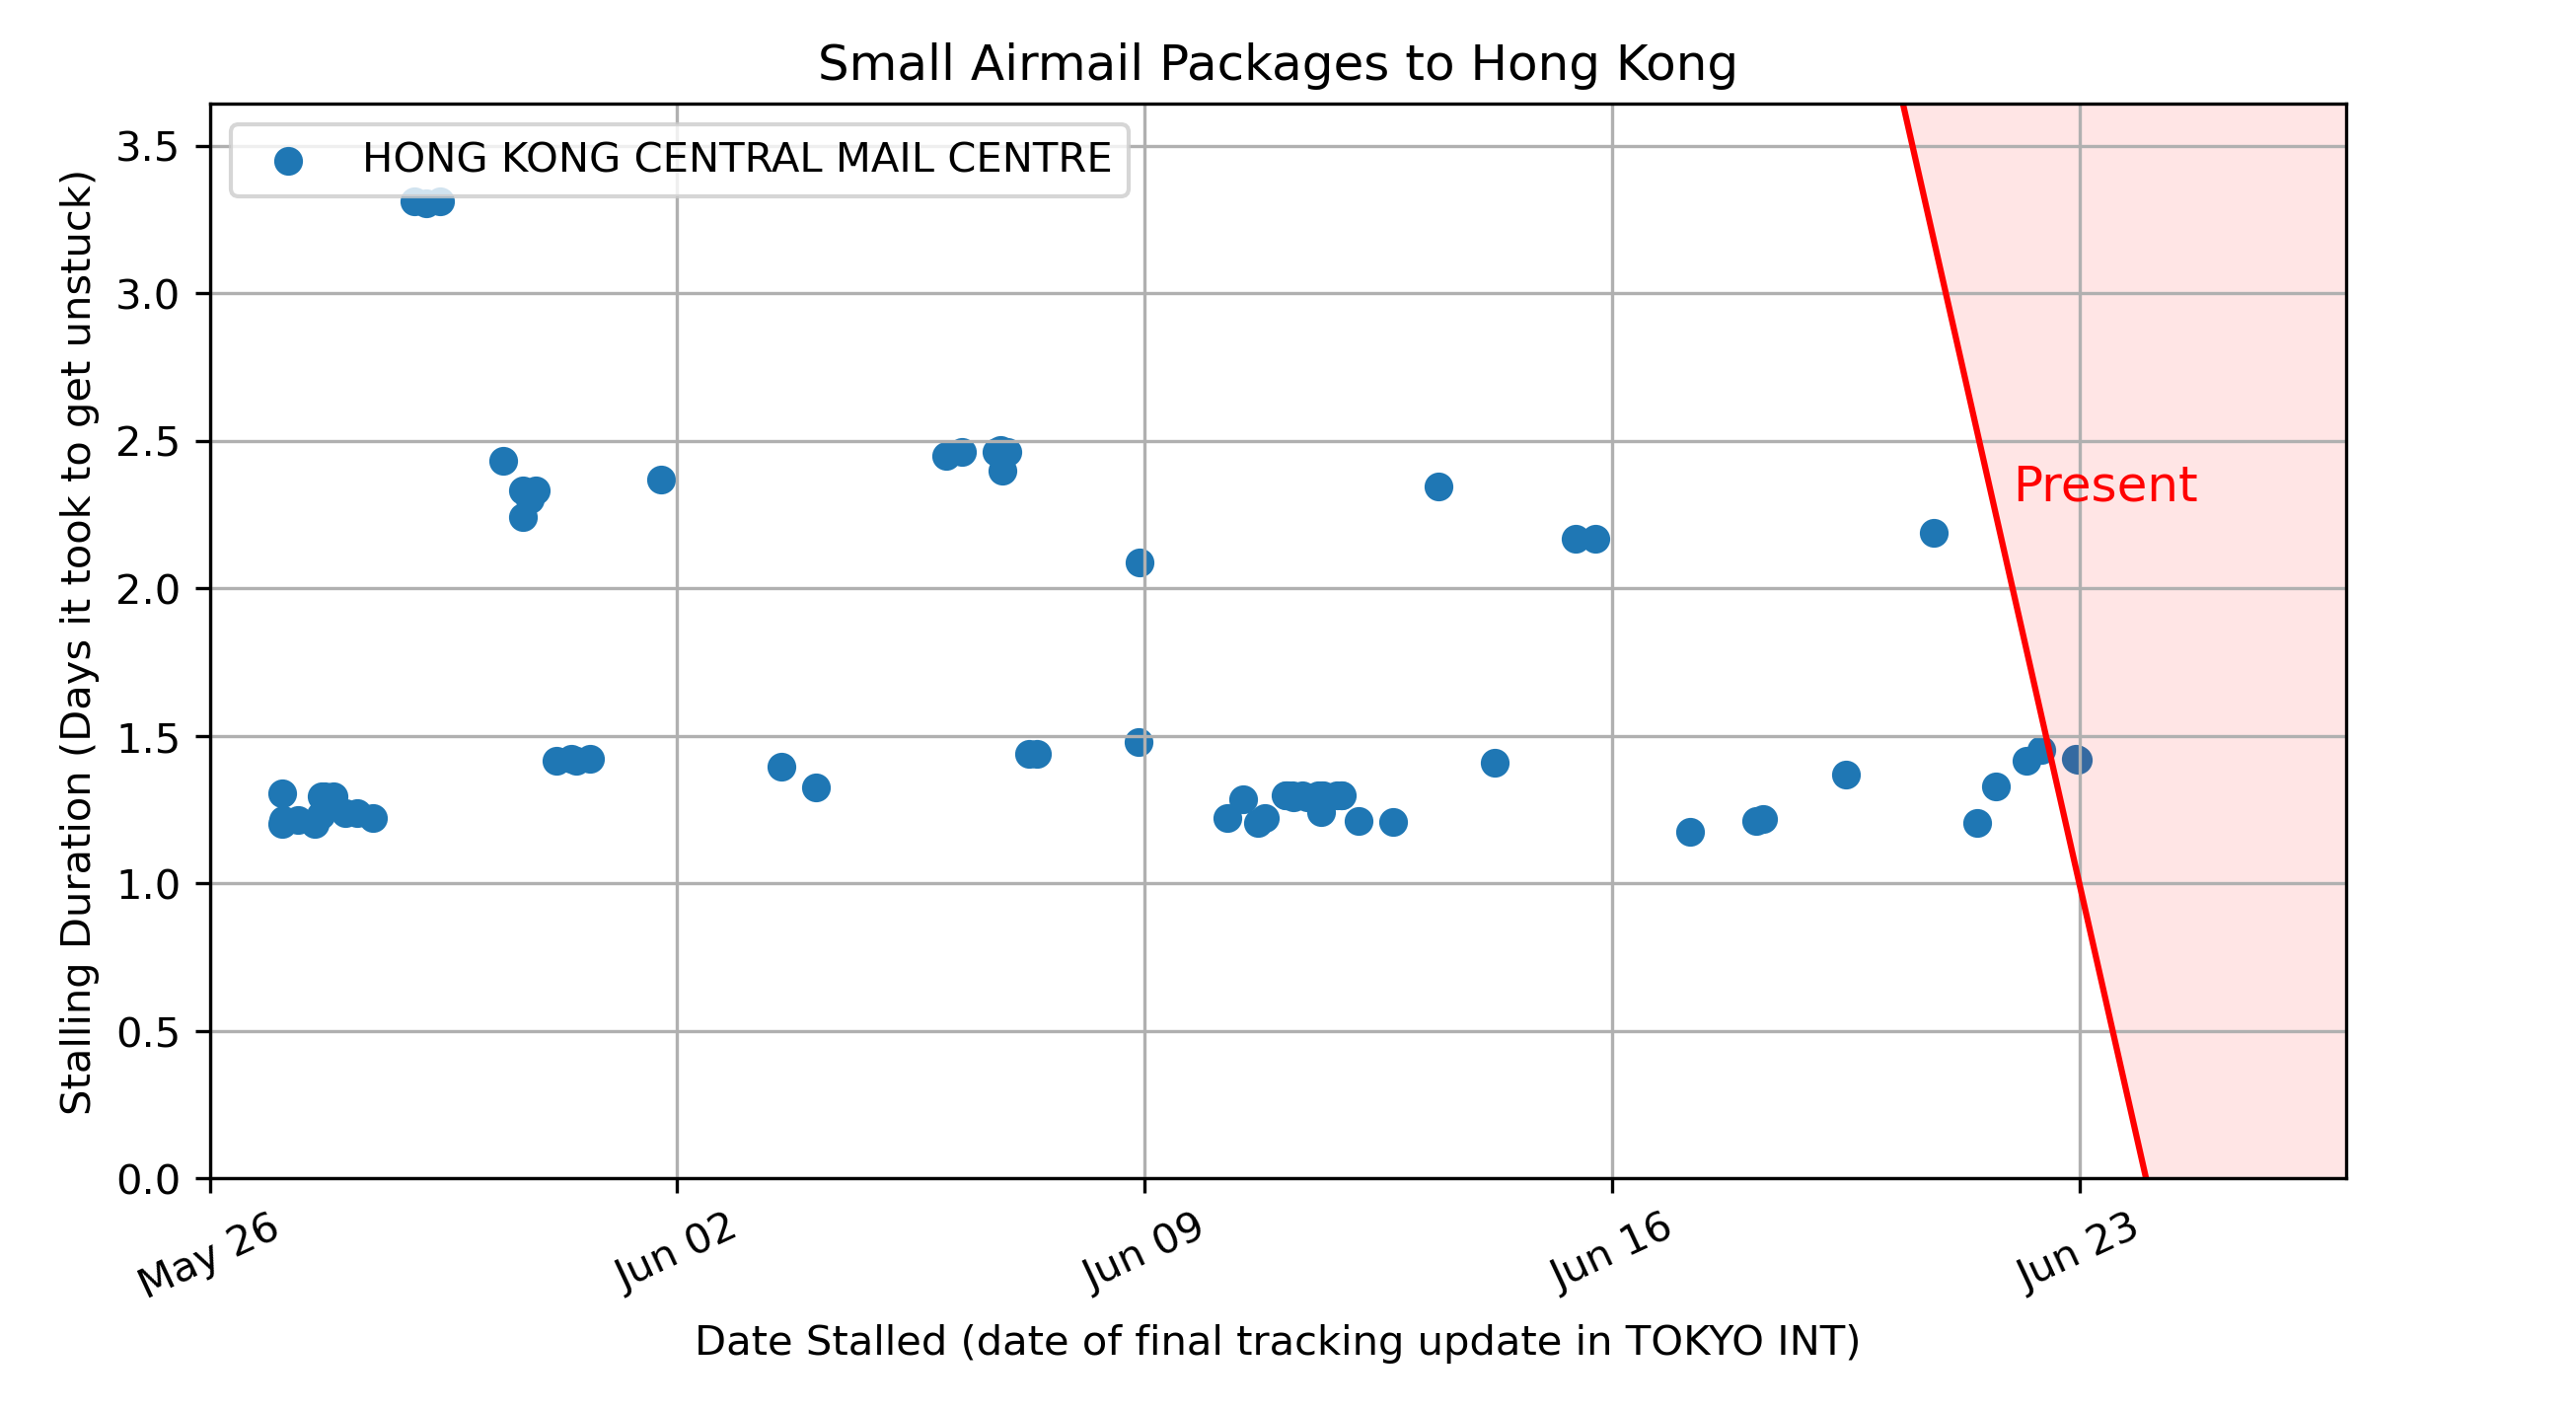 Small Airmail Packages to Hong Kong
HONG KONG CENTRAL MAIL CENTRE
Stalling Duration (Days it took to get unstuck)
3.5
3.0
2.5
2.0
1.5
1.0
0.5
0.0
Present
May 26
Jun 02
Jun 09
Jun 16
Jun 23
Date Stalled (date of final tracking update in TOKYO INT)